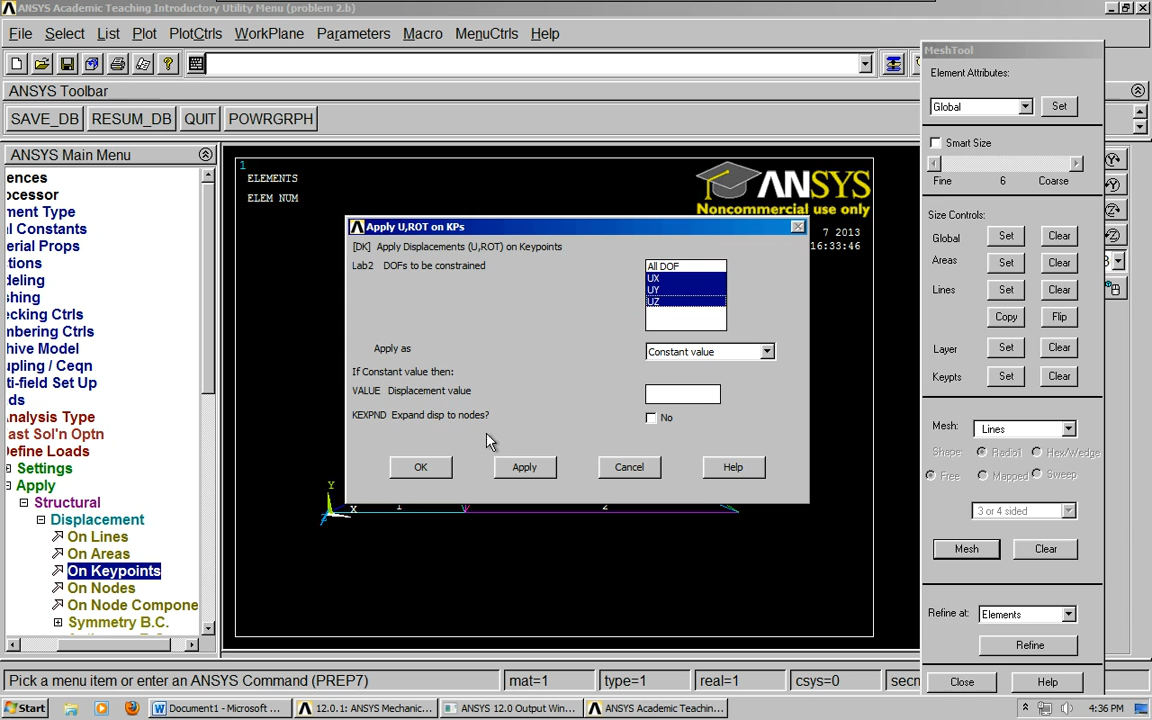 ANSYS Academic Teaching Introductory Utility Menu (problem 2.b)
File Select List Plot PlotCtrls WorkPlane Parameters Macro MenuCtrls Help
ANSYS Toolbar
SAVE_DB RESUM_DB QUIT POWRGRPH
ANSYS Main Menu
ences
ocessor
ment Type
l Constants
erial Props
tions
deling
shing
ecking Ctrls
mbering Ctrls
hive Model
upling / Ceqn
ti-field Set Up
ds
nalysis Type
ast Sol'n Optn
efine Loads
Settings
Apply
Structural
Displacement
On Lines
On Areas
On Keypoints
On Nodes
On Node Compone
Symmetry B.C.
1
ELEMENTS
ELEM NUM
ANSYS
Noncommercial use only
7 2013
16:33:46
Y
X
1
2
Apply U,ROT on KPs
[DK] Apply Displacements (U,ROT) on Keypoints
Lab2 DOFs to be constrained
All DOF
UX
UY
UZ
Apply as
Constant value
If Constant value then:
VALUE Displacement value
KEXPND Expand disp to nodes?
No
OK Apply Cancel Help
MeshTool
Element Attributes:
Global Set
Smart Size
Fine 6 Coarse
Size Controls:
Global Set Clear
Areas Set Clear
Lines Set Clear
Copy Flip
Layer Set Clear
Keypts Set Clear
Mesh: Lines
Shape: Hex/Wedge
Free Mapped Sweep
3 or 4 sided
Mesh Clear
Refine at: Elements
Refine
Close Help
Pick a menu item or enter an ANSYS Command (PREP7)
mat=1
type=1
real=1
csys=0
secn
Start
Document1 - Microsoft ...
12.0.1: ANSYS Mechanic...
ANSYS 12.0 Output Win...
ANSYS Academic Teachin...
4:36 PM